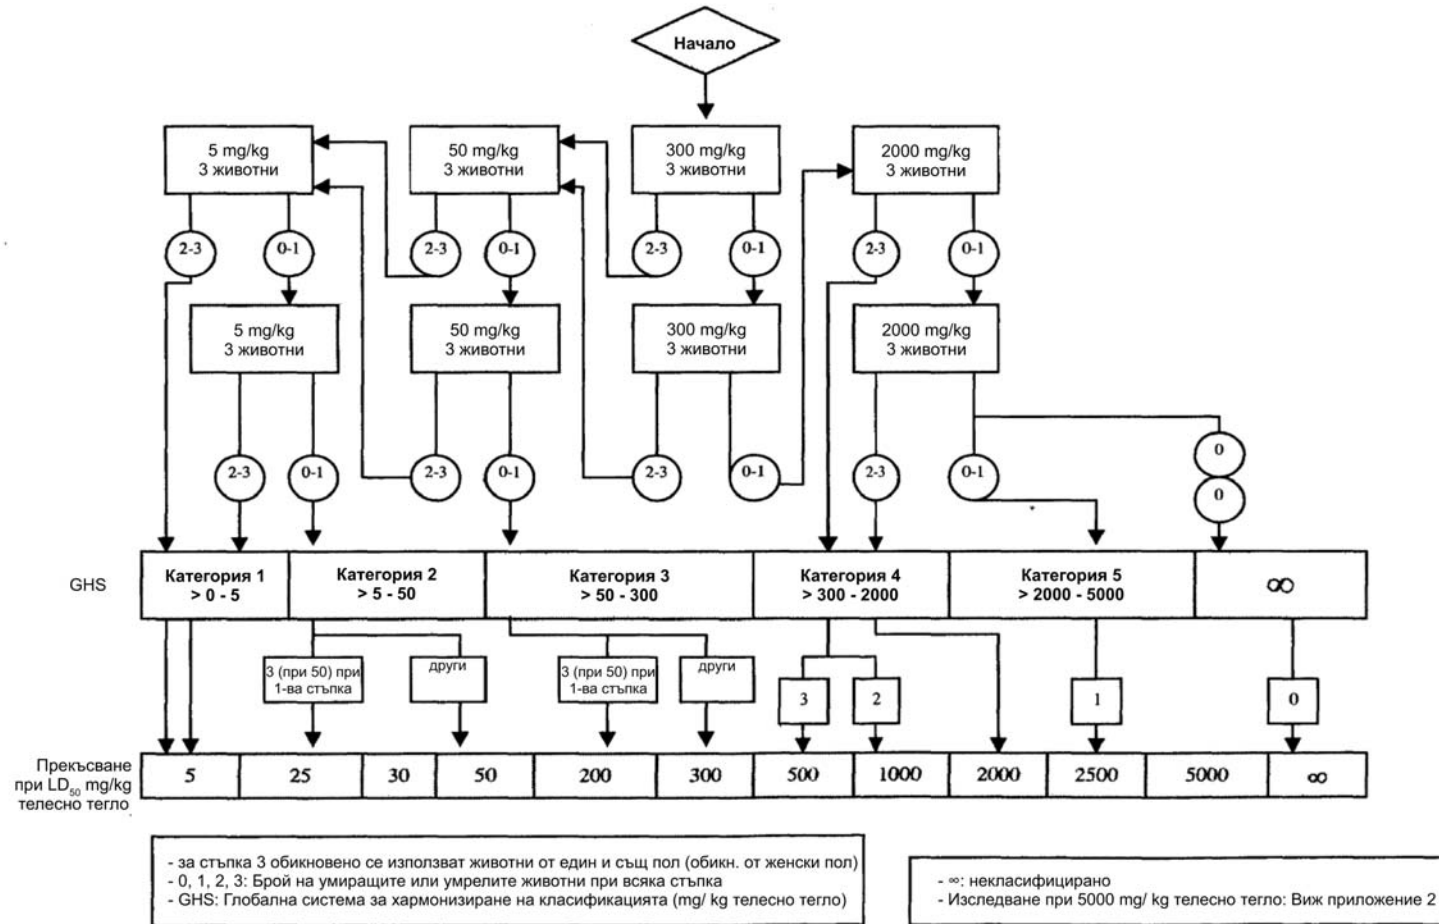 Начало
5 mg/kg
3 животни
50 mg/kg
3 животни
300 mg/kg
3 животни
2000 mg/kg
3 животни
2-3
0-1
2-3
0-1
2-3
0-1
2-3
0-1
5 mg/kg
3 животни
50 mg/kg
3 животни
300 mg/kg
3 животни
2000 mg/kg
3 животни
2-3
0-1
2-3
0-1
2-3
0-1
2-3
0-1
0
0
GHS
Категория 1
> 0 - 5
Категория 2
> 5 - 50
Категория 3
> 50 - 300
Категория 4
> 300 - 2000
Категория 5
> 2000 - 5000
∞
3 (при 50) при
1-ва стъпка
други
3 (при 50) при
1-ва стъпка
други
3
2
1
0
Прекъсване
при LD₅₀ mg/kg
телесно тегло
5
25
30
50
200
300
500
1000
2000
2500
5000
∞
- за стъпка 3 обикновено се използват животни от един и същ пол (обикн. от женски пол)
- 0, 1, 2, 3: Брой на умиращите или умрелите животни при всяка стъпка
- GHS: Глобална система за хармонизиране на класификацията (mg/ kg телесно тегло)
- ∞: некласифицирано
- Изследване при 5000 mg/ kg телесно тегло: Виж приложение 2